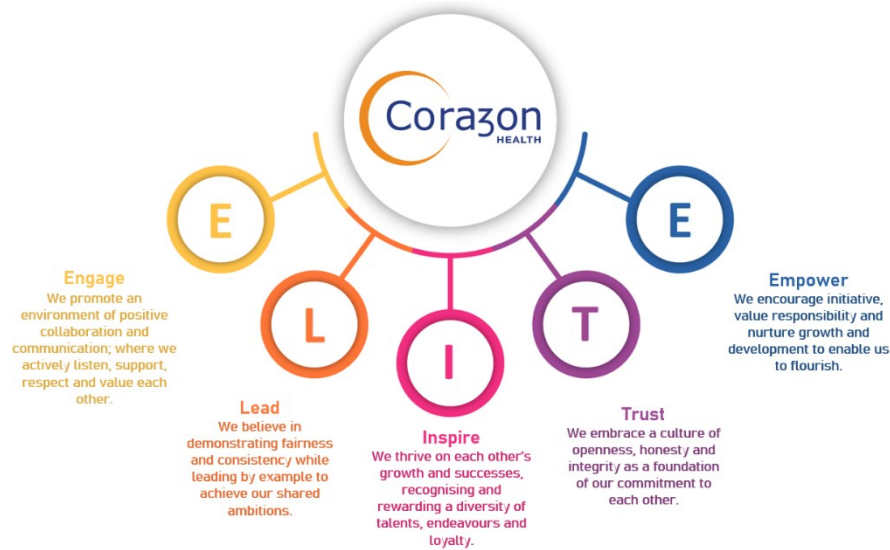 Corazon
HEALTH
E
L
I
T
E
Engage
We promote an
environment of positive
collaboration and
communication; where we
actively listen, support,
respect and value each
other.
Lead
We believe in
demonstrating fairness
and consistency while
leading by example to
achieve our shared
ambitions.
Inspire
We thrive on each other's
growth and successes,
recognising and
rewarding a diversity of
talents, endeavours and
loyalty.
Trust
We embrace a culture of
openness, honesty and
integrity as a foundation
of our commitment to
each other.
Empower
We encourage initiative,
value responsibility and
nurture growth and
development to enable us
to flourish.